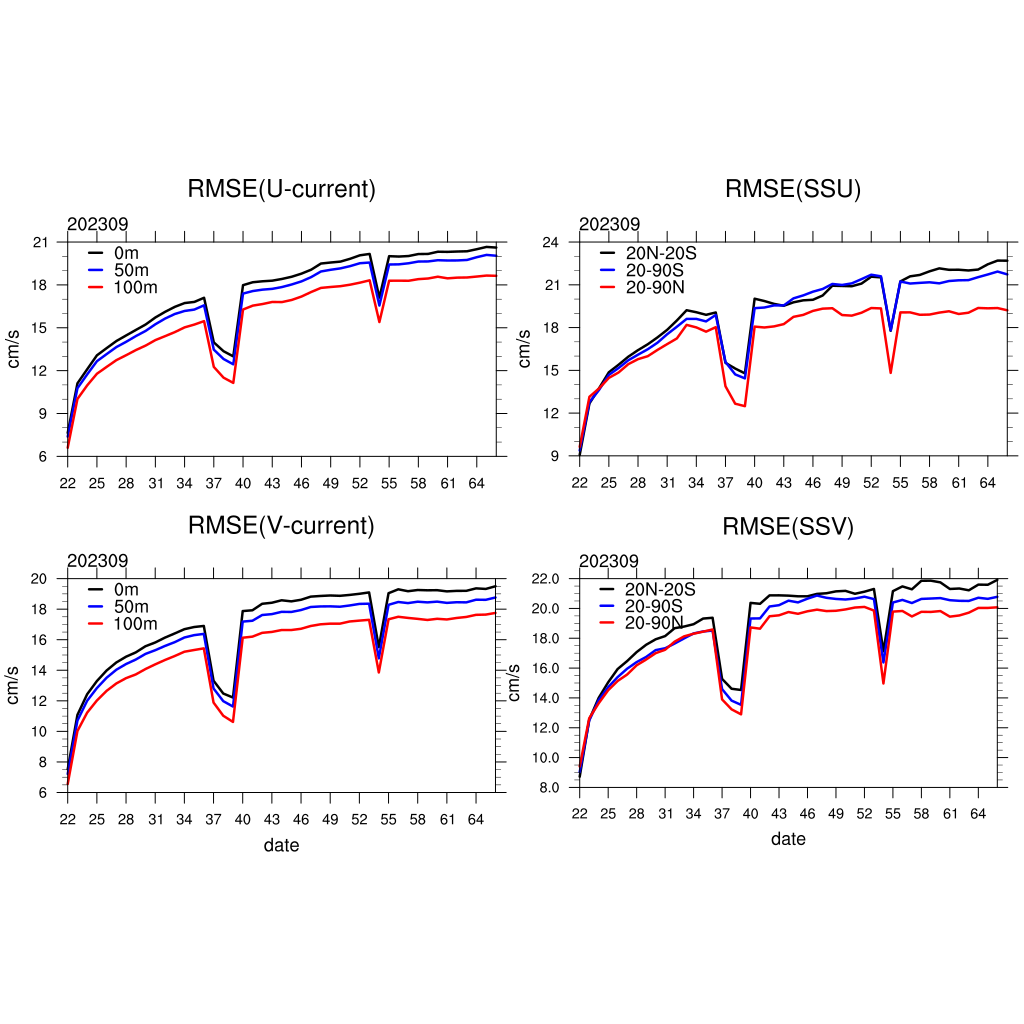 RMSE(U-current)
202309
0m
50m
100m
21
18
15
12
9
6
cm/s
22 25 28 31 34 37 40 43 46 49 52 55 58 61 64
RMSE(SSU)
202309
20N-20S
20-90S
20-90N
24
21
18
15
12
9
cm/s
22 25 28 31 34 37 40 43 46 49 52 55 58 61 64
RMSE(V-current)
202309
0m
50m
100m
20
18
16
14
12
10
8
6
cm/s
22 25 28 31 34 37 40 43 46 49 52 55 58 61 64
date
RMSE(SSV)
202309
20N-20S
20-90S
20-90N
22.0
20.0
18.0
16.0
14.0
12.0
10.0
8.0
cm/s
22 25 28 31 34 37 40 43 46 49 52 55 58 61 64
date